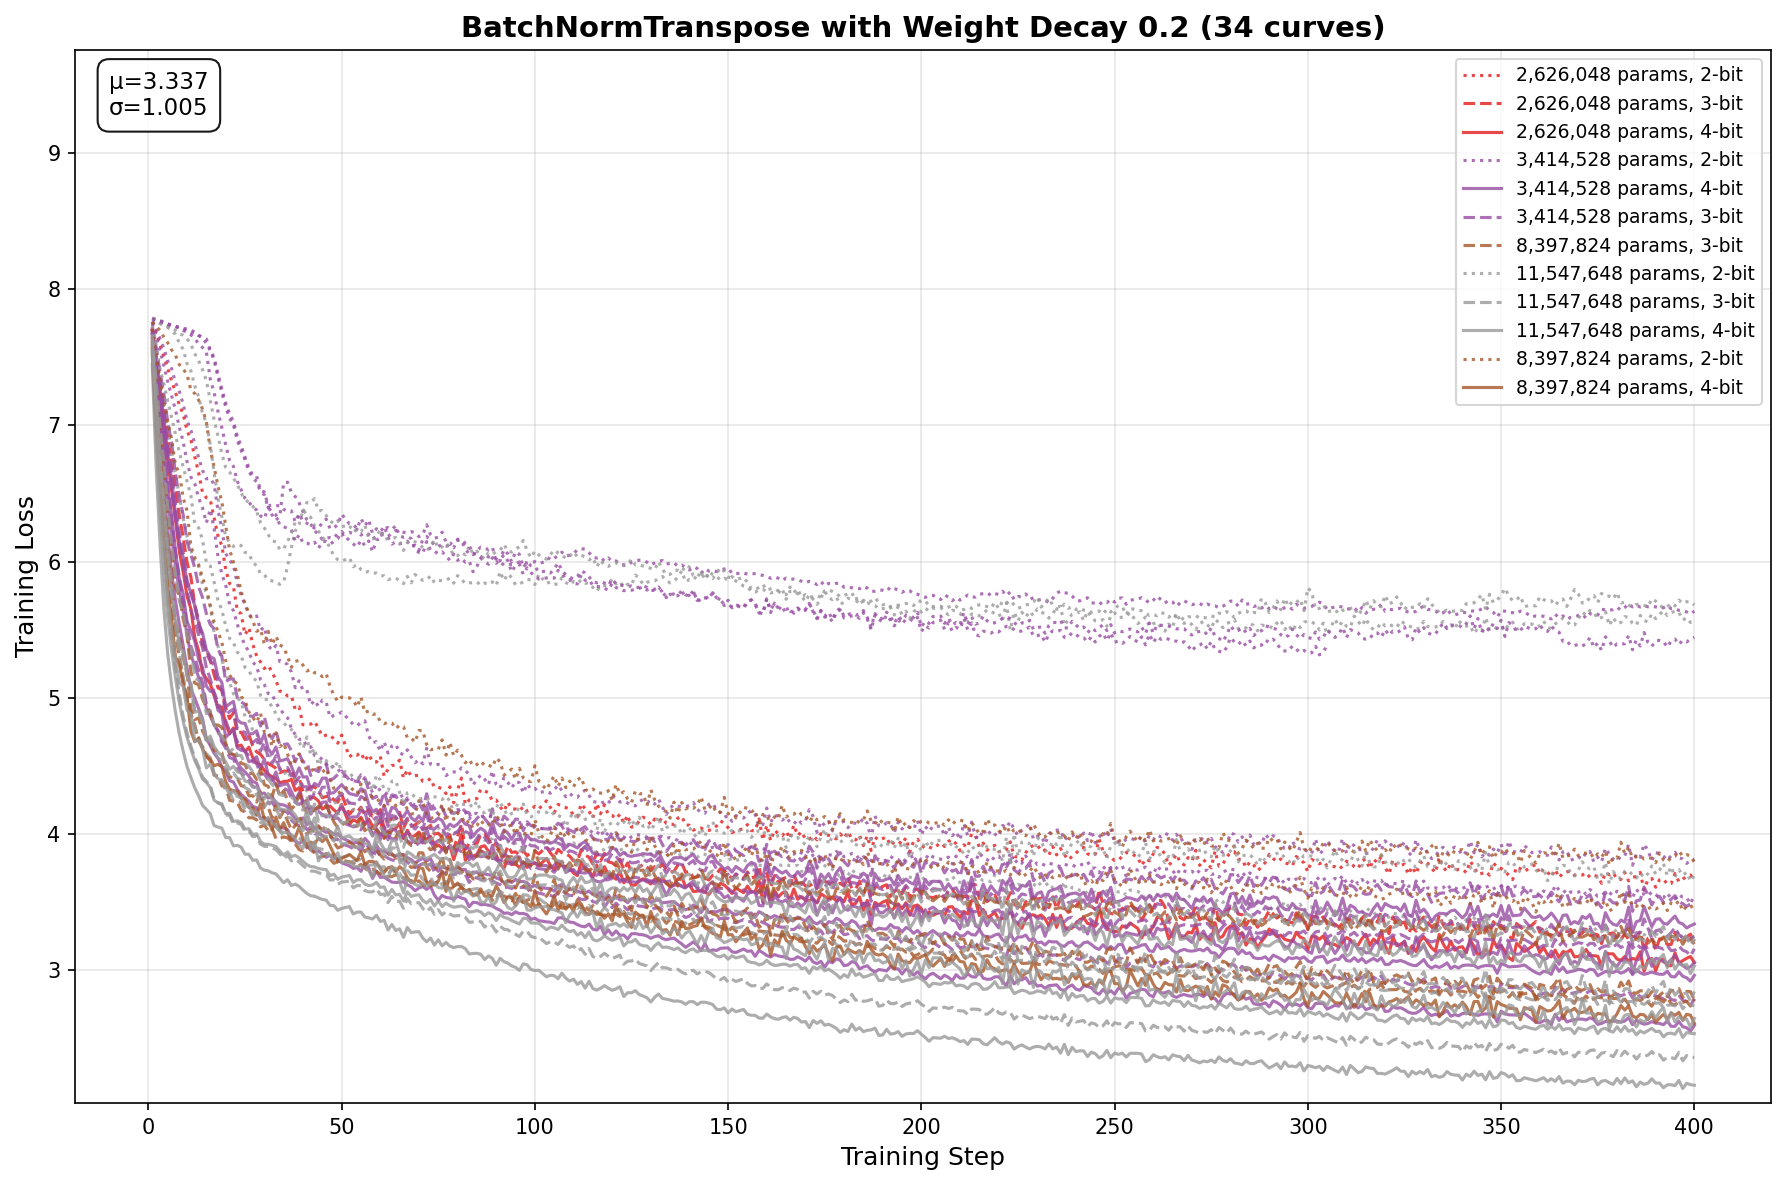 BatchNormTranspose with Weight Decay 0.2 (34 curves)
μ=3.337
σ=1.005
2,626,048 params, 2-bit
2,626,048 params, 3-bit
2,626,048 params, 4-bit
3,414,528 params, 2-bit
3,414,528 params, 4-bit
3,414,528 params, 3-bit
8,397,824 params, 3-bit
11,547,648 params, 2-bit
11,547,648 params, 3-bit
11,547,648 params, 4-bit
8,397,824 params, 2-bit
8,397,824 params, 4-bit
Training Loss
9
8
7
6
5
4
3
0 50 100 150 200 250 300 350 400
Training Step